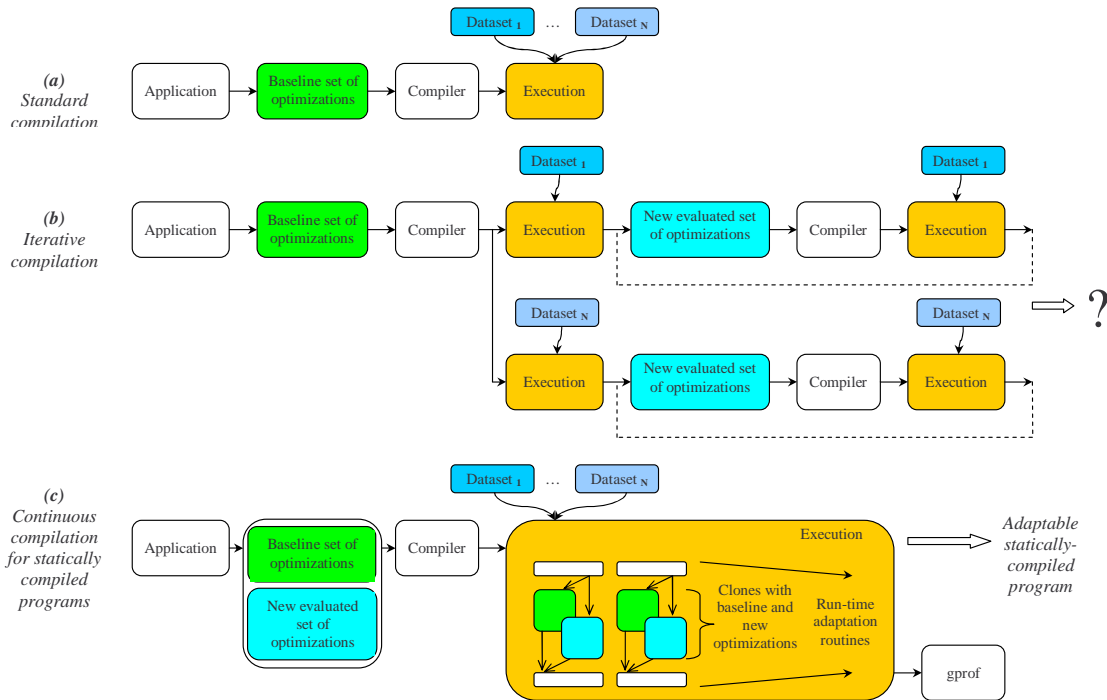 Dataset 1 ... Dataset N
(a)
Standard
compilation
Application
Baseline set of
optimizations
Compiler
Execution
Dataset 1
Dataset 1
(b)
Iterative
compilation
Application
Baseline set of
optimizations
Compiler
Execution
New evaluated set
of optimizations
Compiler
Execution
?
Dataset N
Dataset N
Execution
New evaluated set
of optimizations
Compiler
Execution
Dataset 1 ... Dataset N
(c)
Continuous
compilation
for statically
compiled
programs
Application
Baseline set of
optimizations
New evaluated
set of
optimizations
Compiler
Execution
Clones with
baseline and
new
optimizations
Run-time
adaptation
routines
Adaptable
statically-
compiled
program
gprof